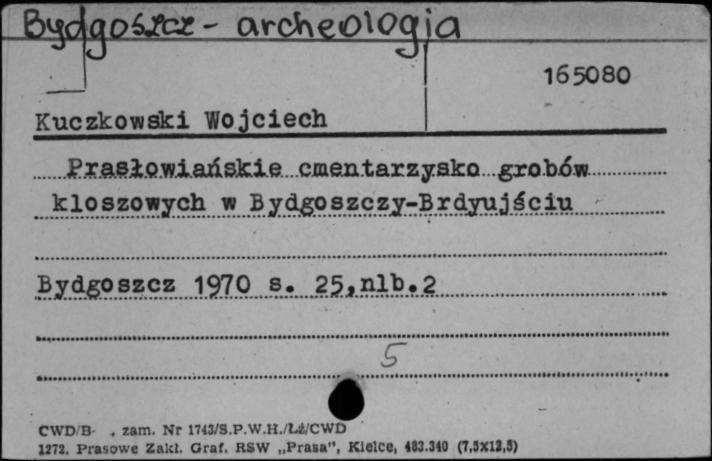 Bydgoszcz - archeologia
165080
Kuczkowski Wojciech
Prasłowiańskie cmentarzysko grobów
kloszowych w Bydgoszczy-Brdyujściu
Bydgoszcz 1970 s. 25,nlb.2
5
CWD/B- , zam. Nr 1743/S.P.W.H./Lż/CWD
1272. Prasowe Zakł. Graf. RSW „Prasa”, Kielce, 483.340 (7,5x12,5)